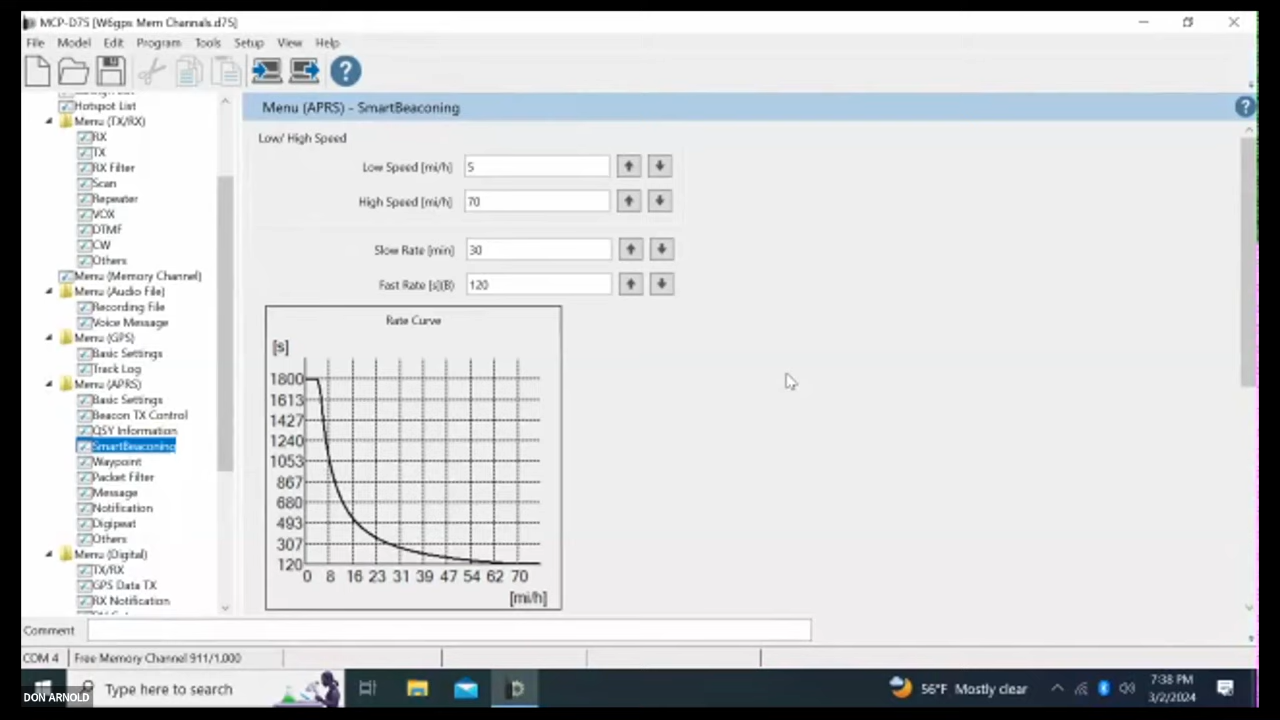 MCP-D75 [W6gps Mem Channels.d75]
File Model Edit Program Tools Setup View Help
Hotspot List
Menu (TX/RX)
RX
TX
RX Filter
Scan
Repeater
VOX
DTMF
CW
Others
Menu (Memory Channel)
Menu (Audio File)
Recording File
Voice Message
Menu (GPS)
Basic Settings
Track Log
Menu (APRS)
Basic Settings
Beacon TX Control
QSY Information
SmartBeaconing
Waypoint
Packet Filter
Message
Notification
Digipeat
Others
Menu (Digital)
TX/RX
GPS Data TX
RX Notification
Menu (APRS) - SmartBeaconing
Low/ High Speed
Low Speed [mi/h] 5
High Speed [mi/h] 70
Slow Rate [min] 30
Fast Rate [s](B) 120
Rate Curve
[s]
1800
1613
1427
1240
1053
867
680
493
307
120
0 8 16 23 31 39 47 54 62 70
[mi/h]
Comment
COM 4 Free Memory Channel 911/1.000
Type here to search
56°F Mostly clear
7:38 PM
3/2/2024
DON ARNOLD